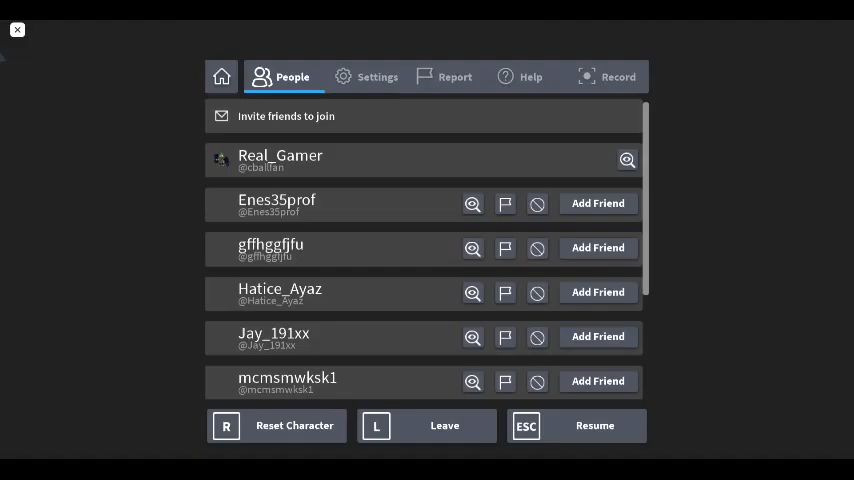 People
Settings
Report
Help
Record
Invite friends to join
Real_Gamer
@cballfan
Enes35prof
@Enes35prof
Add Friend
gffhggfjfu
@gffhggfjfu
Add Friend
Hatice_Ayaz
@Hatice_Ayaz
Add Friend
Jay_191xx
@Jay_191xx
Add Friend
mcmsmwksk1
@mcmsmwksk1
Add Friend
R
Reset Character
L
Leave
ESC
Resume